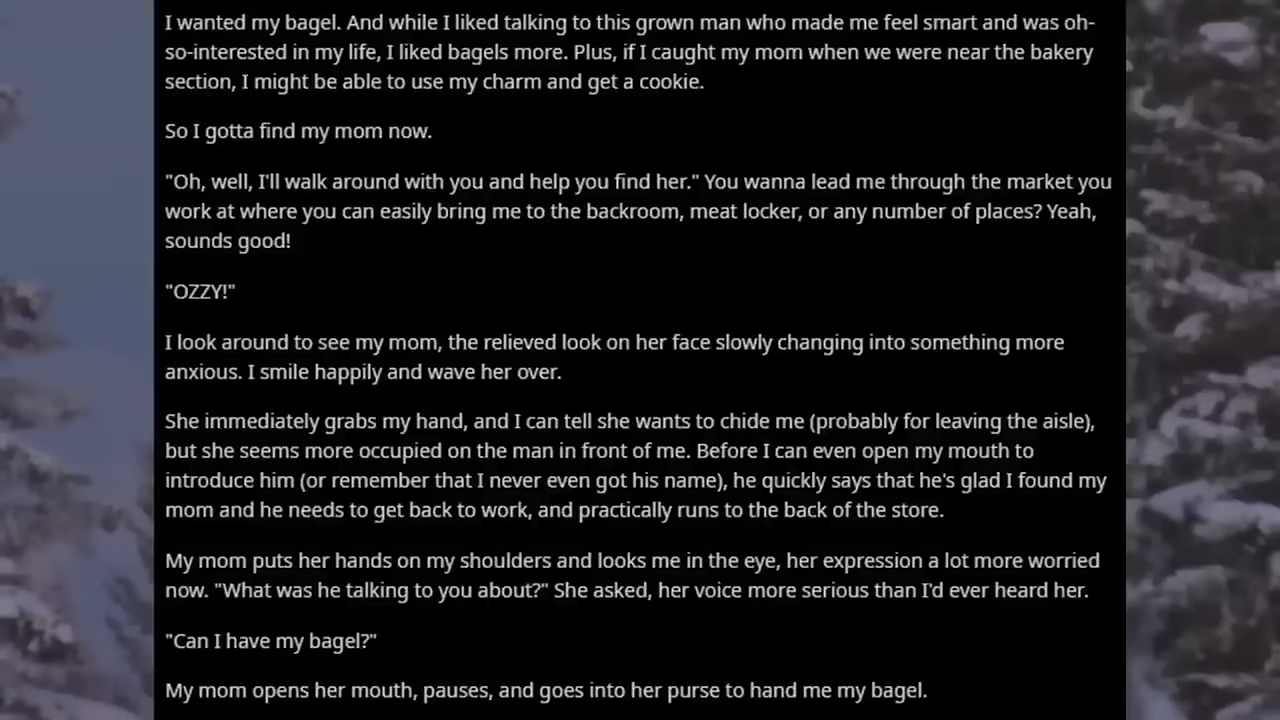 I wanted my bagel. And while I liked talking to this grown man who made me feel smart and was oh-
so-interested in my life, I liked bagels more. Plus, if I caught my mom when we were near the bakery
section, I might be able to use my charm and get a cookie.
So I gotta find my mom now.
"Oh, well, I'll walk around with you and help you find her." You wanna lead me through the market you
work at where you can easily bring me to the backroom, meat locker, or any number of places? Yeah,
sounds good!
"OZZY!"
I look around to see my mom, the relieved look on her face slowly changing into something more
anxious. I smile happily and wave her over.
She immediately grabs my hand, and I can tell she wants to chide me (probably for leaving the aisle),
but she seems more occupied on the man in front of me. Before I can even open my mouth to
introduce him (or remember that I never even got his name), he quickly says that he's glad I found my
mom and he needs to get back to work, and practically runs to the back of the store.
My mom puts her hands on my shoulders and looks me in the eye, her expression a lot more worried
now. "What was he talking to you about?" She asked, her voice more serious than I'd ever heard her.
"Can I have my bagel?"
My mom opens her mouth, pauses, and goes into her purse to hand me my bagel.